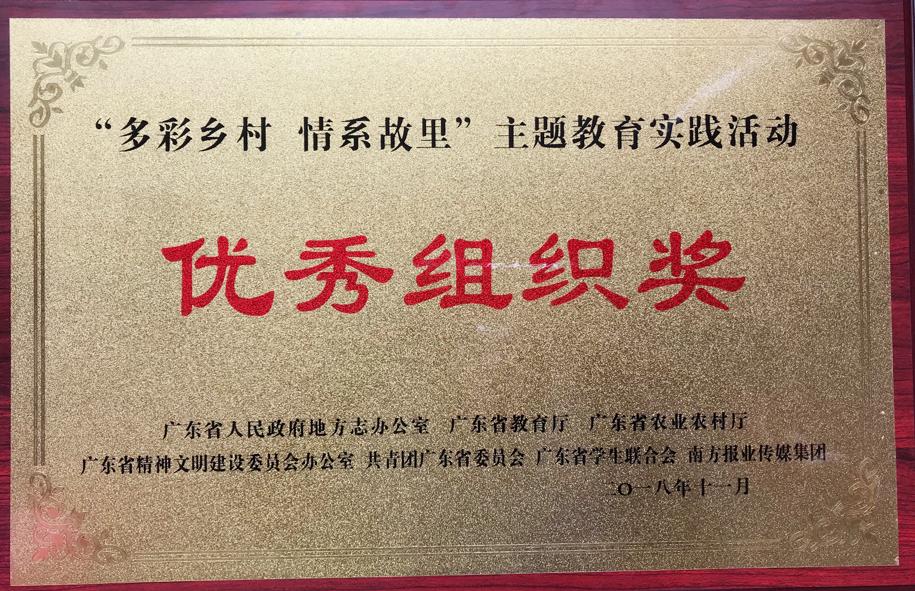 “多彩乡村 情系故里”主题教育实践活动
优秀组织奖
广东省人民政府地方志办公室 广东省教育厅 广东省农业农村厅
广东省精神文明建设委员会办公室 共青团广东省委员会 广东省学生联合会 南方报业传媒集团
二〇一八年十一月